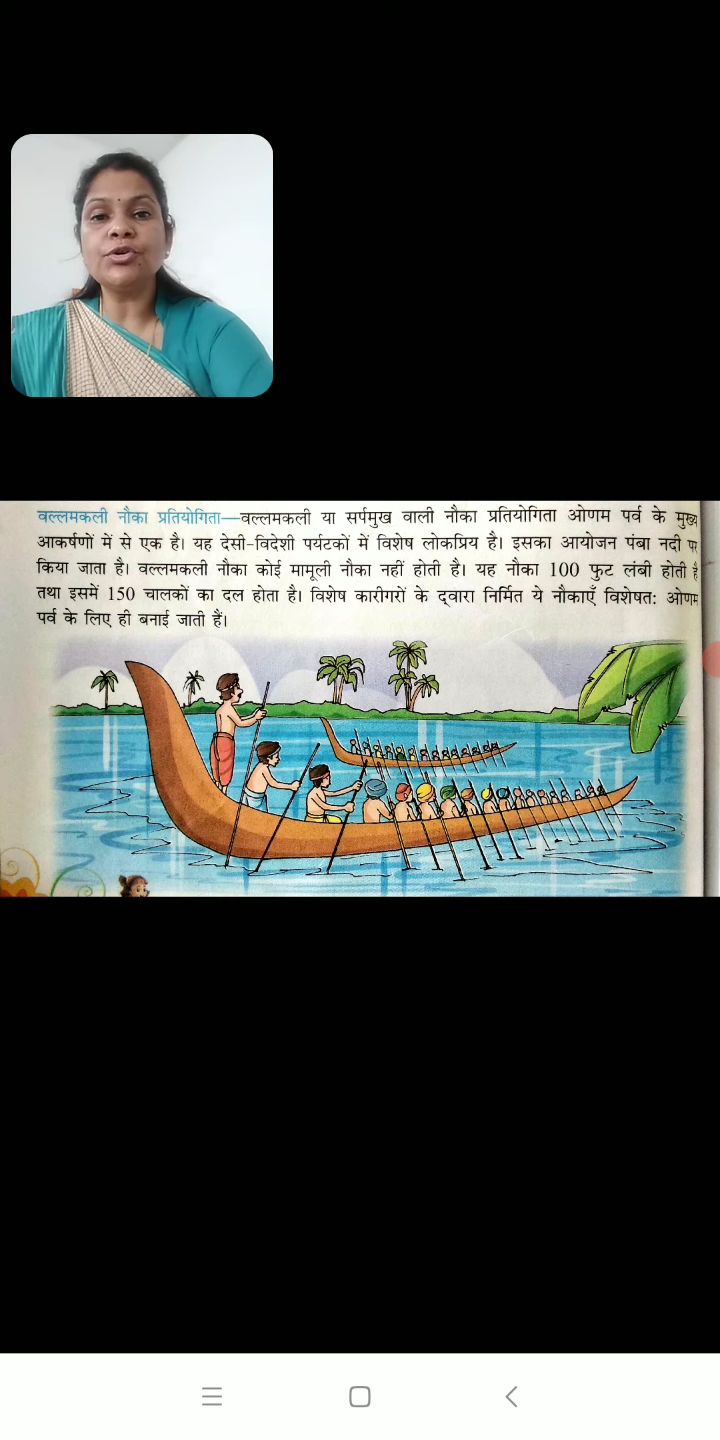 वल्लमकली नौका प्रतियोगिता—वल्लमकली या सर्पमुख वाली नौका प्रतियोगिता ओणम पर्व के मुख्य
आकर्षणों में से एक है। यह देसी-विदेशी पर्यटकों में विशेष लोकप्रिय है। इसका आयोजन पंबा नदी पर
किया जाता है। वल्लमकली नौका कोई मामूली नौका नहीं होती है। यह नौका 100 फुट लंबी होती है
तथा इसमें 150 चालकों का दल होता है। विशेष कारीगरों के द्वारा निर्मित ये नौकाएँ विशेषत: ओणम
पर्व के लिए ही बनाई जाती हैं।